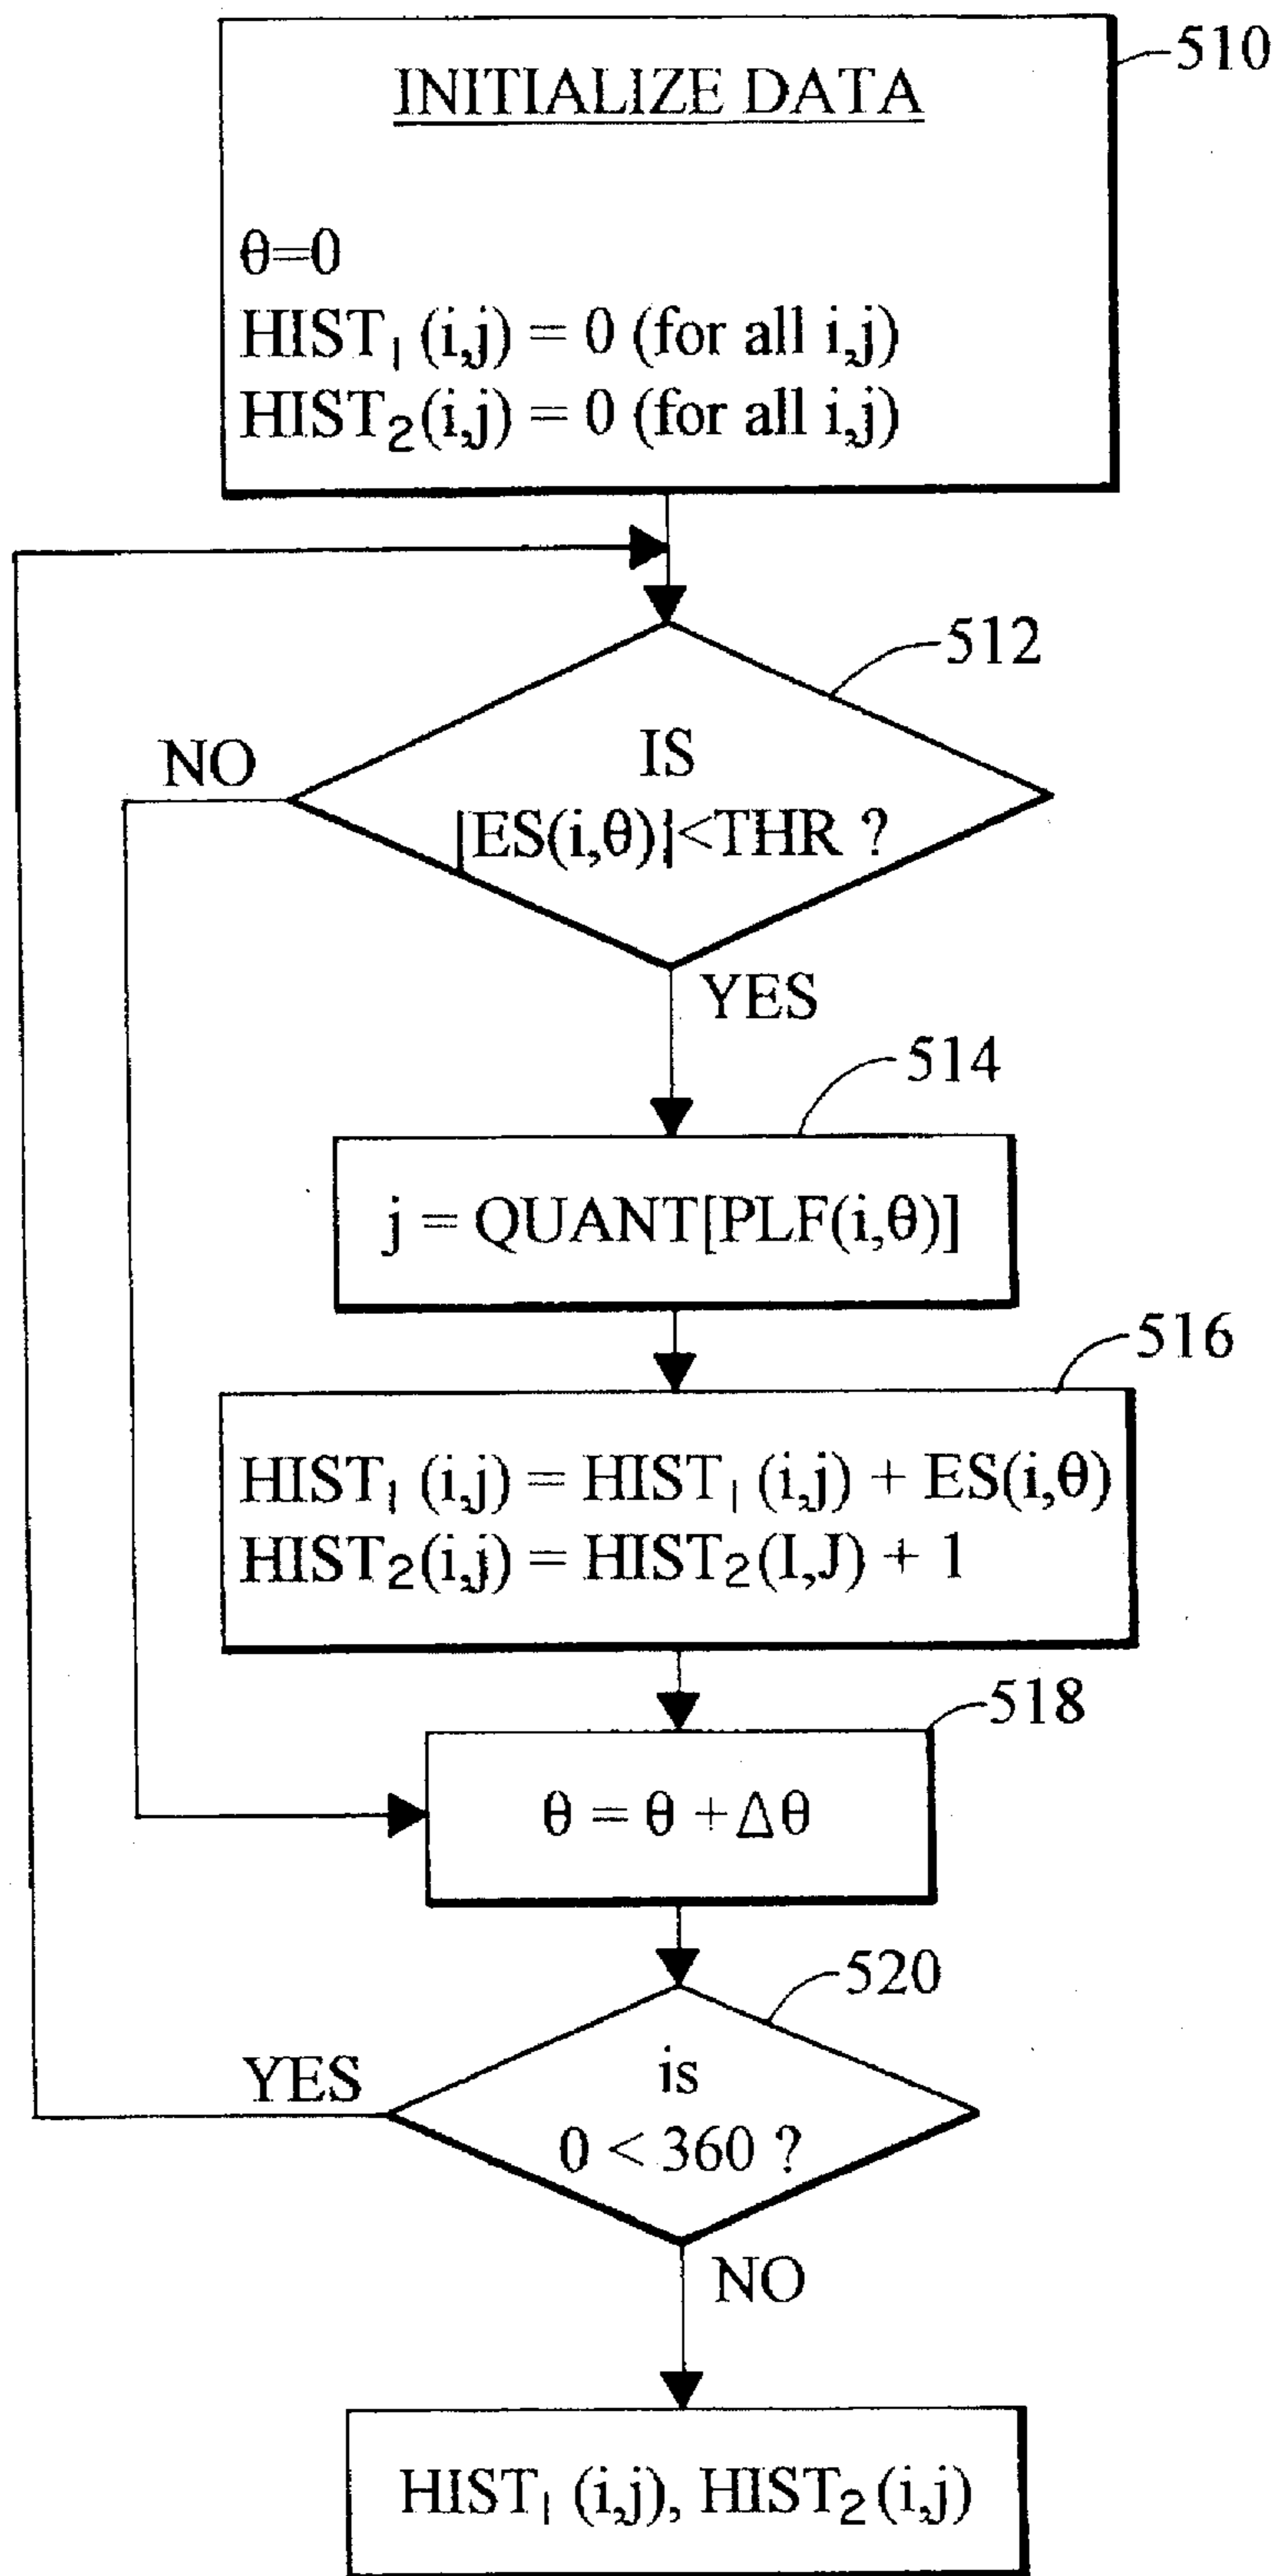 510
INITIALIZE DATA
θ=0
HIST₁ (i,j) = 0 (for all i,j)
HIST₂(i,j) = 0 (for all i,j)
512
NO
IS
|ES(i,θ)|<THR ?
YES
514
j = QUANT[PLF(i,θ)]
516
HIST₁ (i,j) = HIST₁ (i,j) + ES(i,θ)
HIST₂(i,j) = HIST₂(I,J) + 1
518
θ = θ + Δθ
520
YES
is
0 < 360 ?
NO
HIST₁ (i,j), HIST₂(i,j)